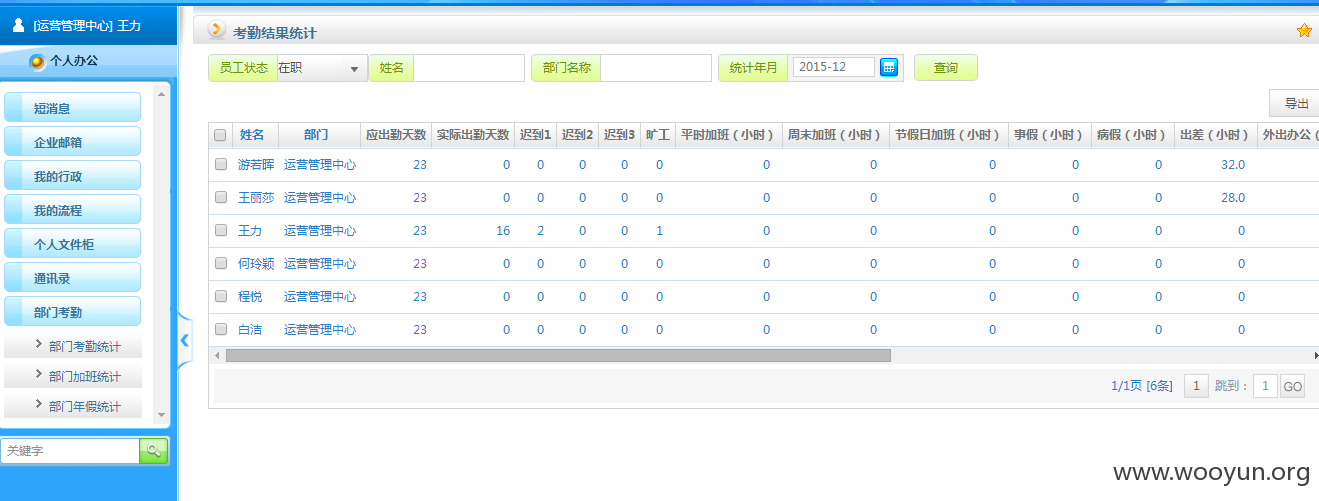 [运营管理中心] 王力
个人办公
短消息
企业邮箱
我的行政
我的流程
个人文件柜
通讯录
部门考勤
部门考勤统计
部门加班统计
部门年假统计
关键字
考勤结果统计
员工状态 在职 姓名 部门名称 统计年月 2015-12 查询
导出
姓名 部门 应出勤天数 实际出勤天数 迟到1 迟到2 迟到3 旷工 平时加班（小时） 周末加班（小时） 节假日加班（小时） 事假（小时） 病假（小时） 出差（小时） 外出办公（
游若晖 运营管理中心 23 0 0 0 0 0 0 0 0 0 0 32.0
王丽莎 运营管理中心 23 0 0 0 0 0 0 0 0 0 0 28.0
王力 运营管理中心 23 16 2 0 0 1 0 0 0 0 0 0
何玲颖 运营管理中心 23 0 0 0 0 0 0 0 0 0 0 0
程悦 运营管理中心 23 0 0 0 0 0 0 0 0 0 0 0
白洁 运营管理中心 23 0 0 0 0 0 0 0 0 0 0 0
1/1页 [6条] 1 跳到： 1 GO
www.wooyun.org